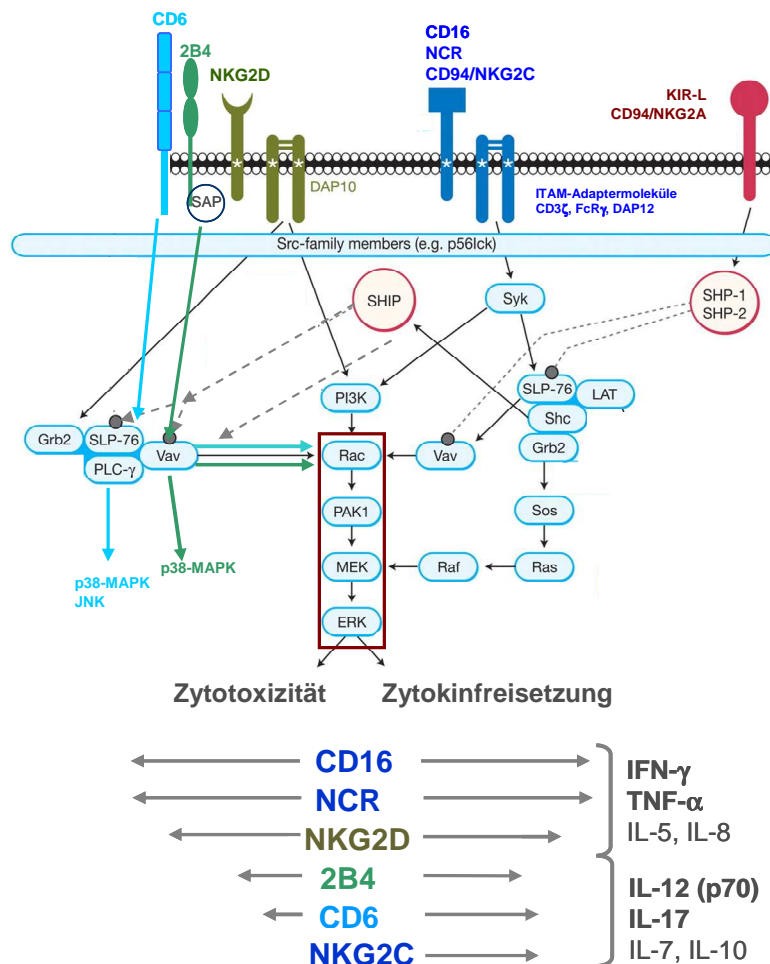 CD6
2B4
NKG2D
CD16
NCR
CD94/NKG2C
KIR-L
CD94/NKG2A
SAP
DAP10
ITAM-Adaptermoleküle
CD3ζ, FcRγ, DAP12
Src-family members (e.g. p56lck)
SHIP
Syk
SHP-1
SHP-2
PI3K
SLP-76
LAT
Shc
Grb2
SLP-76
PLC-γ
Vav
Rac
Vav
Grb2
PAK1
Sos
p38-MAPK
JNK
p38-MAPK
MEK
Raf
Ras
ERK
Zytotoxizität
Zytokinfreisetzung
CD16
NCR
NKG2D
2B4
CD6
NKG2C
IFN-γ
TNF-α
IL-5, IL-8
IL-12 (p70)
IL-17
IL-7, IL-10